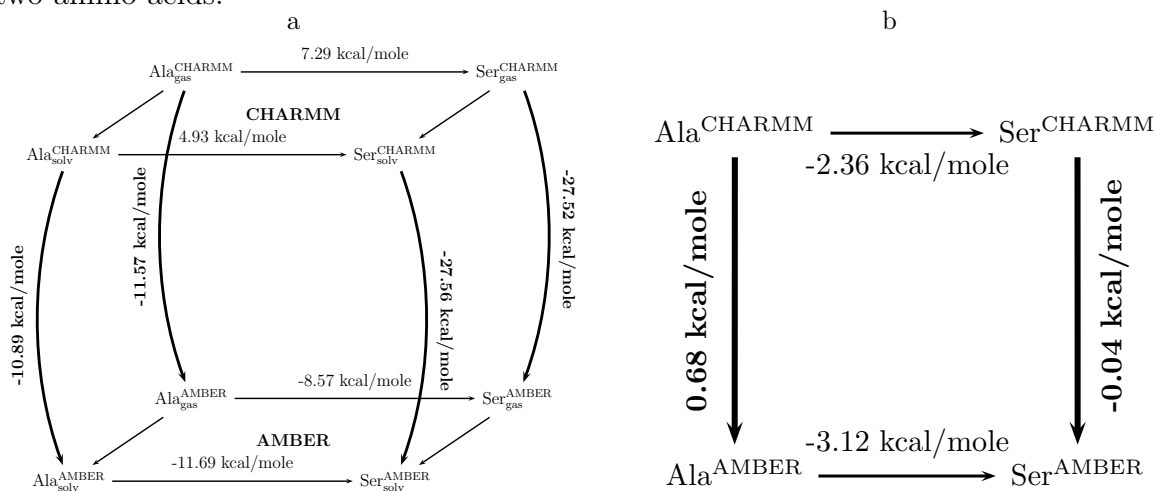 two amino acids.
a
b
7.29 kcal/mole
Ala^CHARMM_gas
Ser^CHARMM_gas
CHARMM
4.93 kcal/mole
Ala^CHARMM_solv
Ser^CHARMM_solv
-10.89 kcal/mole
-11.57 kcal/mole
-27.56 kcal/mole
-27.52 kcal/mole
-8.57 kcal/mole
Ala^AMBER_gas
Ser^AMBER_gas
AMBER
-11.69 kcal/mole
Ala^AMBER_solv
Ser^AMBER_solv
Ala^CHARMM
Ser^CHARMM
-2.36 kcal/mole
0.68 kcal/mole
-0.04 kcal/mole
-3.12 kcal/mole
Ala^AMBER
Ser^AMBER